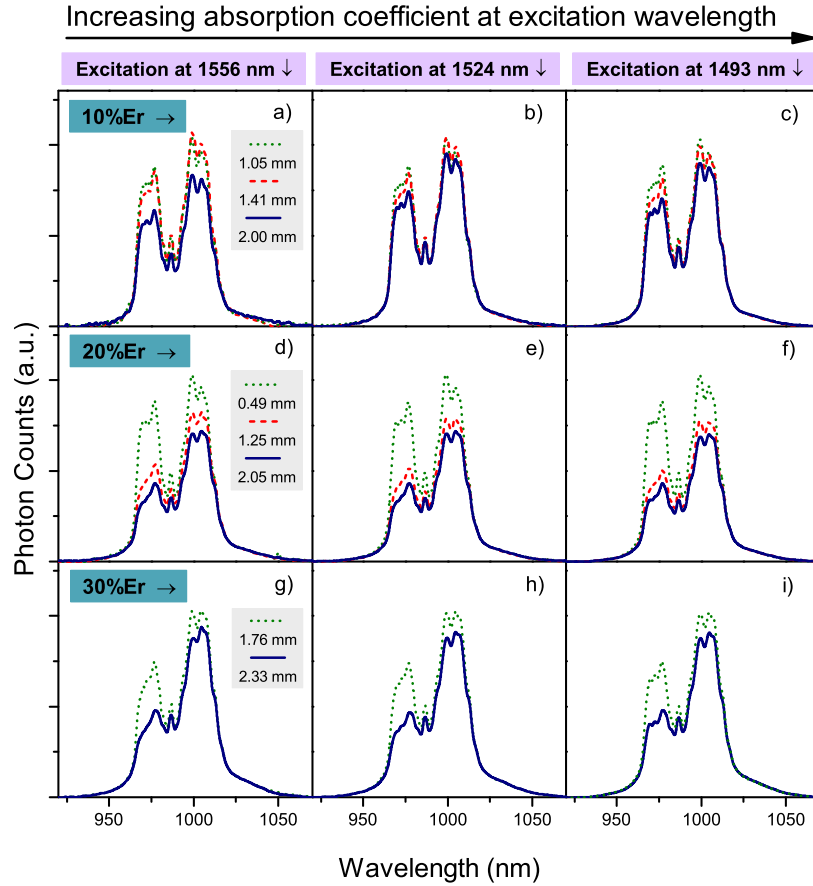 Increasing absorption coefficient at excitation wavelength
Excitation at 1556 nm ↓
Excitation at 1524 nm ↓
Excitation at 1493 nm ↓
10%Er →
a)
1.05 mm
1.41 mm
2.00 mm
b)
c)
20%Er →
d)
0.49 mm
1.25 mm
2.05 mm
e)
f)
30%Er →
g)
1.76 mm
2.33 mm
h)
i)
Photon Counts (a.u.)
950 1000 1050 950 1000 1050 950 1000 1050
Wavelength (nm)